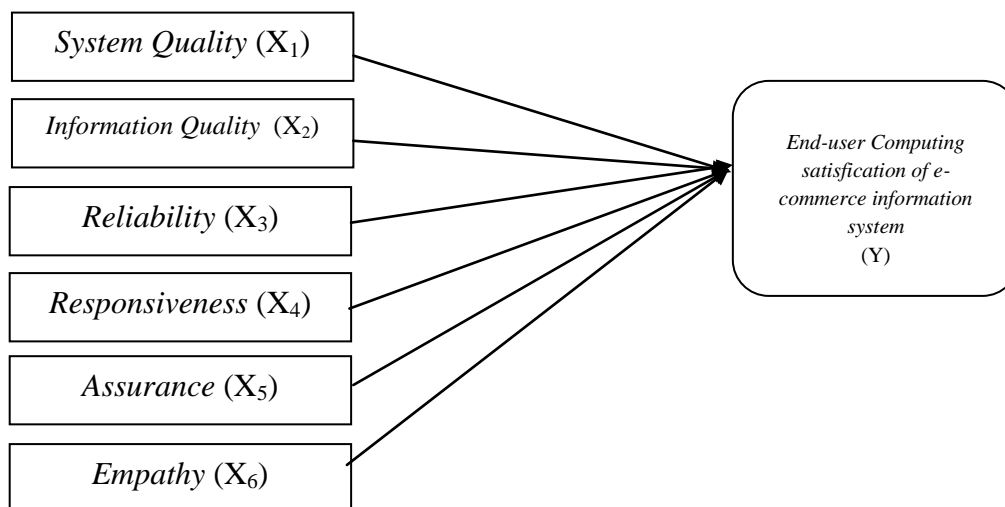 System Quality (X₁)
Information Quality (X₂)
Reliability (X₃)
Responsiveness (X₄)
Assurance (X₅)
Empathy (X₆)
End-user Computing
satisfication of e-
commerce information
system
(Y)